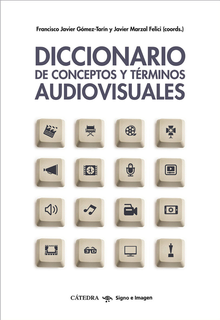 Francisco Javier Gómez-Tarín y Javier Marzal Felici (coords.)
DICCIONARIO
DE CONCEPTOS Y TÉRMINOS
AUDIOVISUALES
CÁTEDRA Signo e Imagen